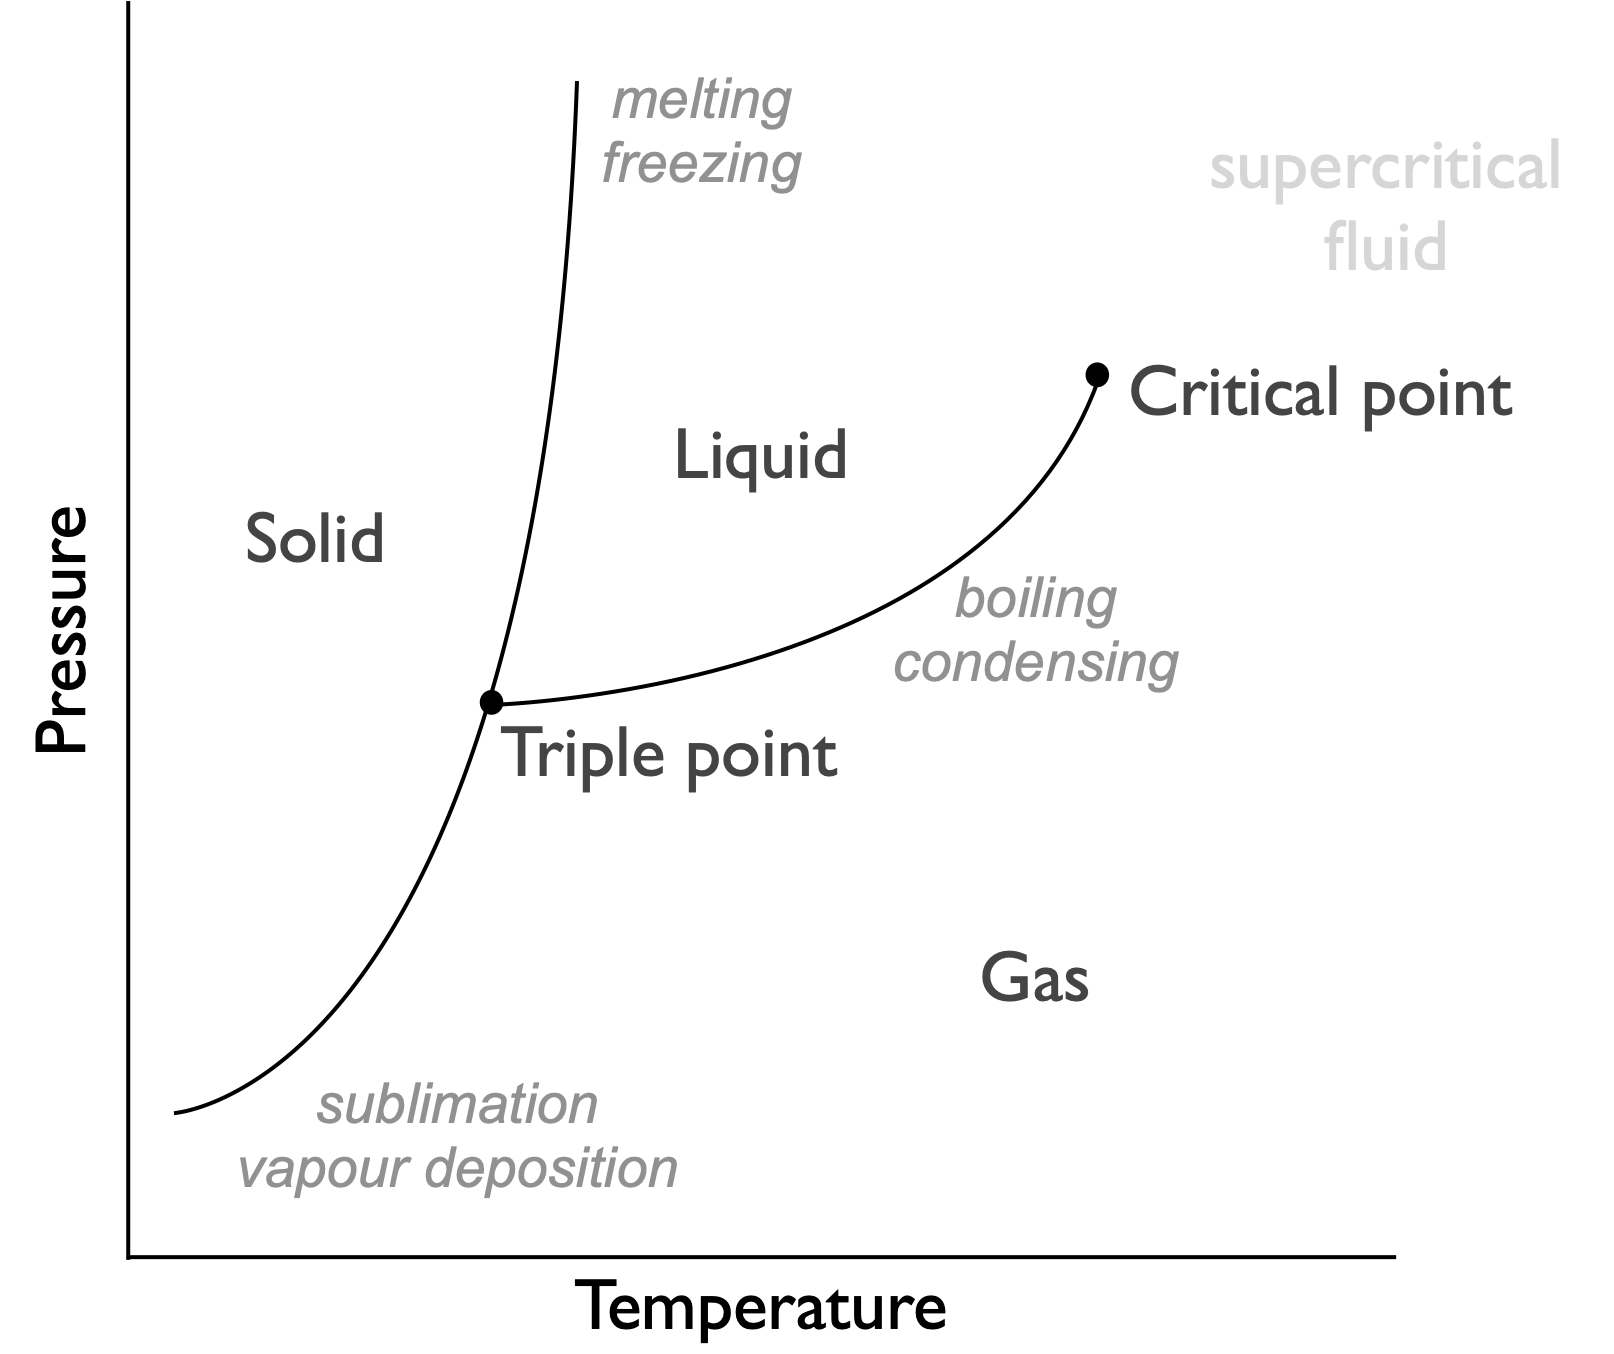 melting
freezing
supercritical
fluid
Critical point
Liquid
Solid
boiling
condensing
Pressure
Triple point
Gas
sublimation
vapour deposition
Temperature